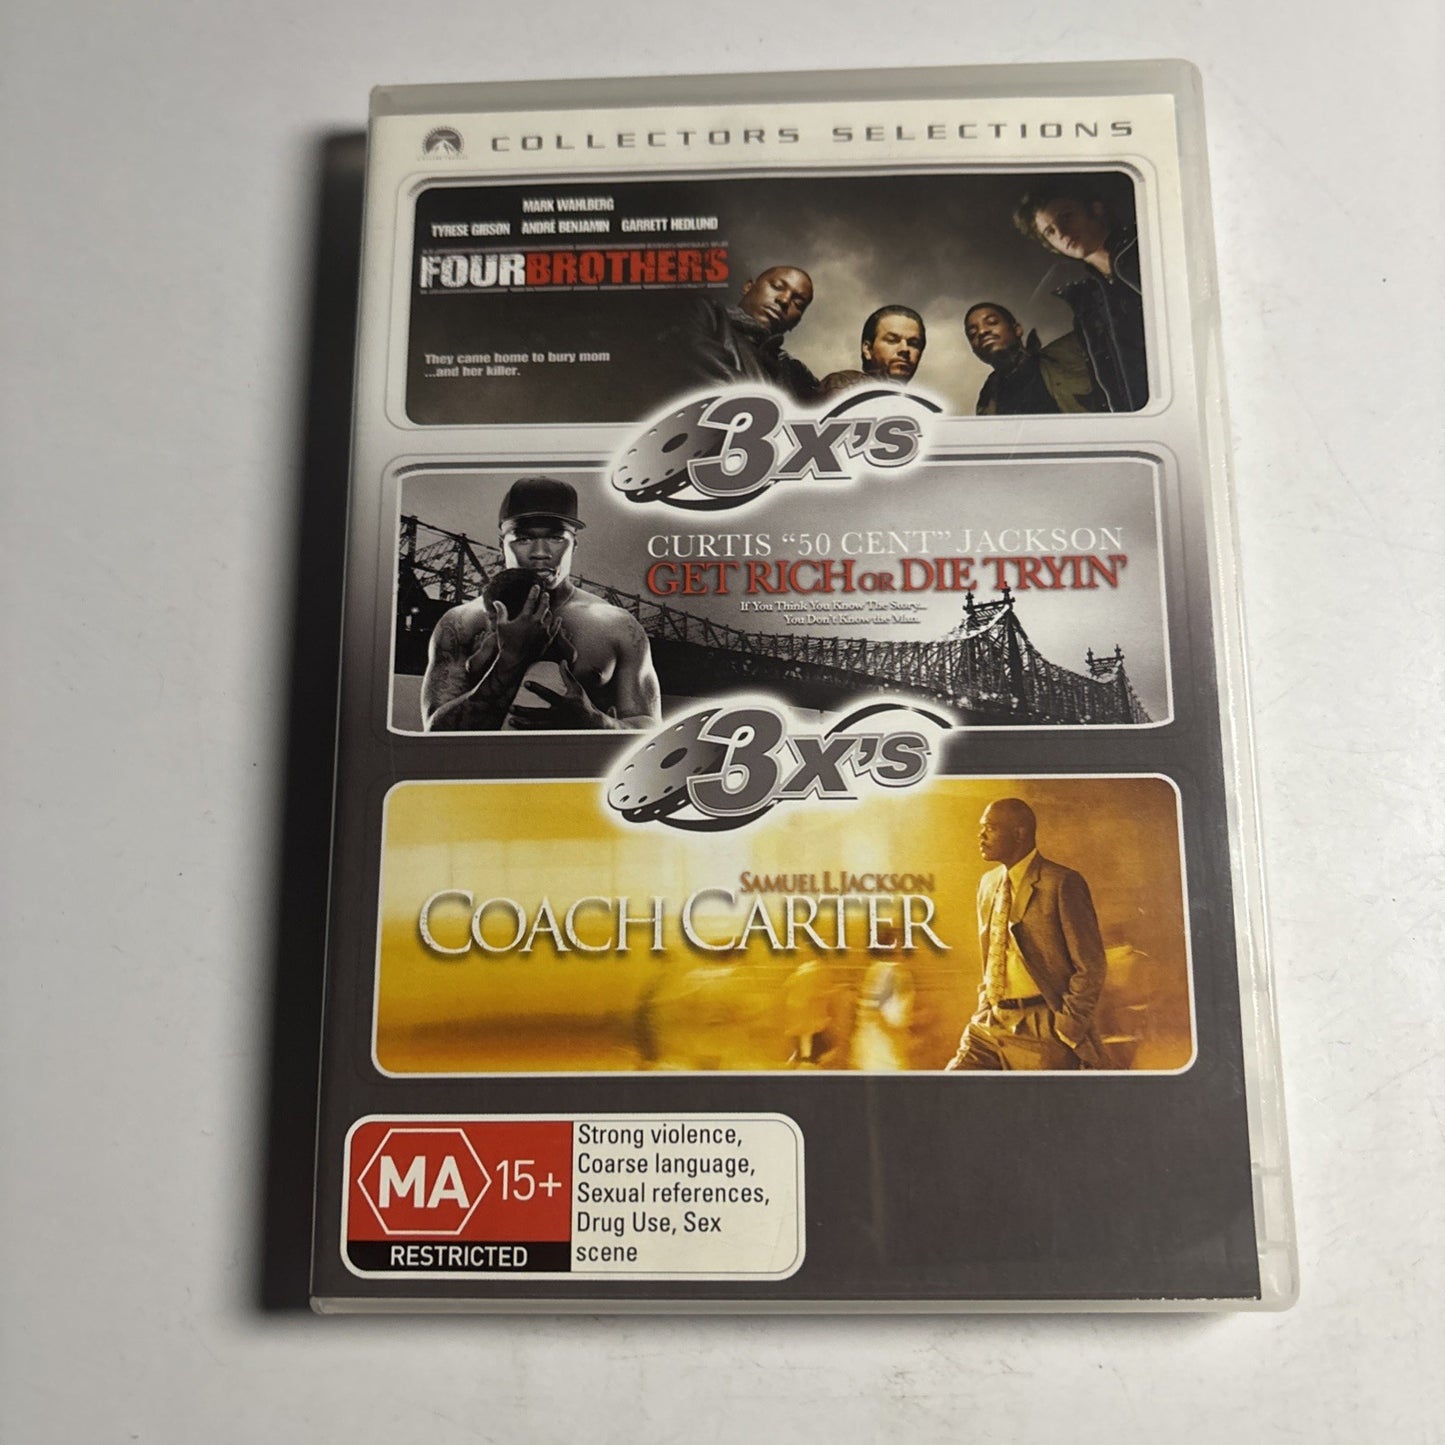 COLLECTORS SELECTIONS
MARK WAHLBERG
TYRESE GIBSON ANDRÉ BENJAMIN GARRETT HEDLUND
FOUR BROTHERS
They came home to bury mom
...and her killer.
3x's
CURTIS “50 CENT” JACKSON
GET RICH OR DIE TRYIN'
If You Think You Know The Story...
You Don't Know the Man.
3x's
SAMUEL L. JACKSON
COACH CARTER
MA 15+
RESTRICTED
Strong violence,
Coarse language,
Sexual references,
Drug Use, Sex
scene